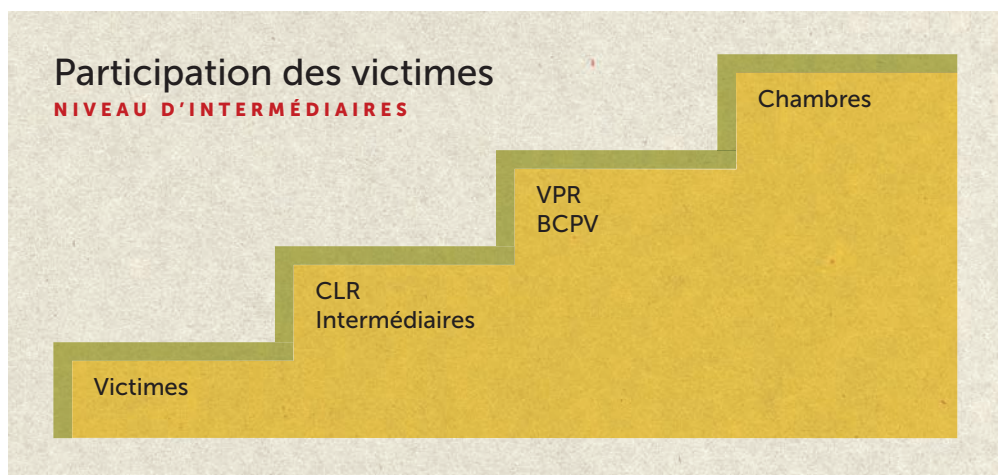 Participation des victimes
NIVEAU D'INTERMÉDIAIRES
Chambres
VPR
BCPV
CLR
Intermédiaires
Victimes